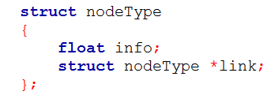 struct nodeType
{
    float info;
    struct nodeType *link;
};